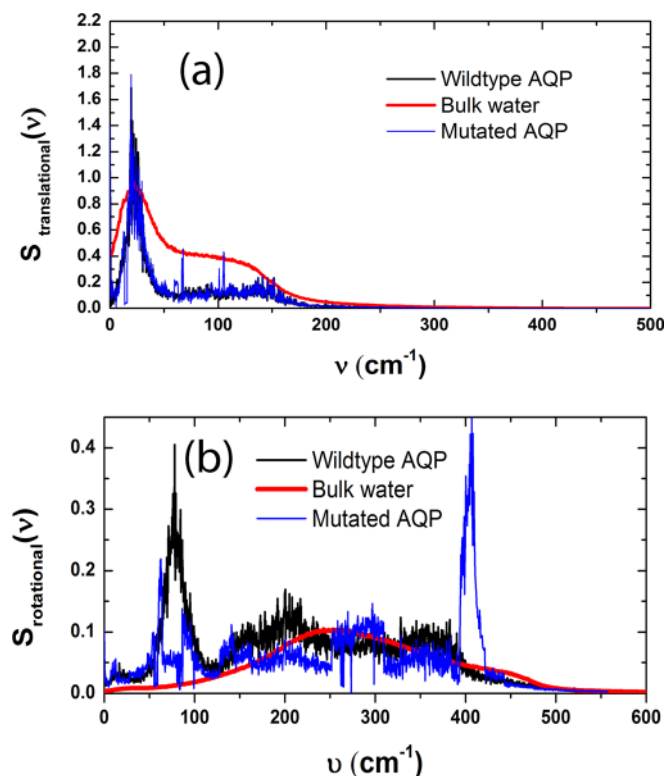 2.2
2.0
1.8
1.6
1.4
1.2
1.0
0.8
0.6
0.4
0.2
0.0
S translational(ν)
(a)
Wildtype AQP
Bulk water
Mutated AQP
0 100 200 300 400 500
ν (cm-1)
0.4
0.3
0.2
0.1
0.0
Srotational(ν)
(b)
Wildtype AQP
Bulk water
Mutated AQP
0 100 200 300 400 500 600
υ (cm-1)